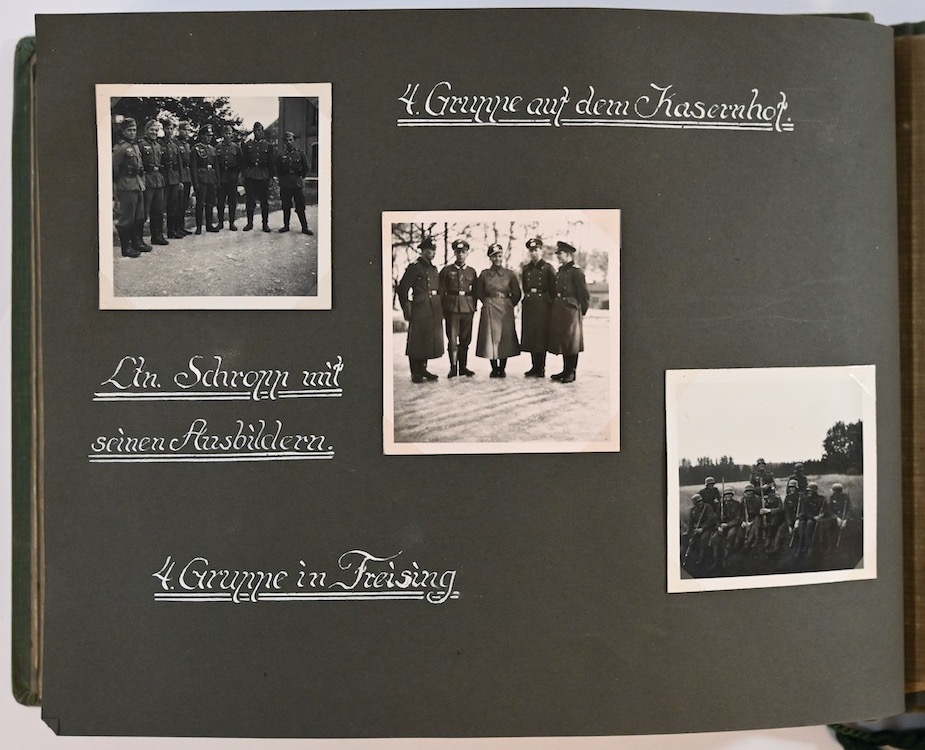 4. Gruppe auf dem Kasernhof.
Ltn. Schropp mit
seinen Ausbildern.
4. Gruppe in Freising